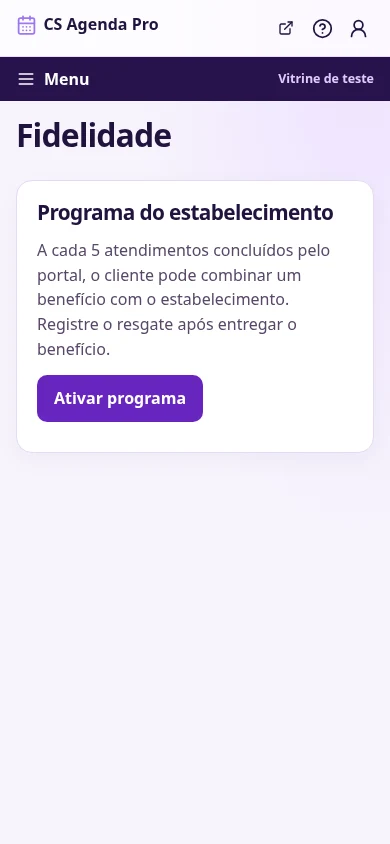 CS Agenda Pro
Menu
Vitrine de teste
Fidelidade
Programa do estabelecimento
A cada 5 atendimentos concluídos pelo
portal, o cliente pode combinar um
benefício com o estabelecimento.
Registre o resgate após entregar o
benefício.
Ativar programa